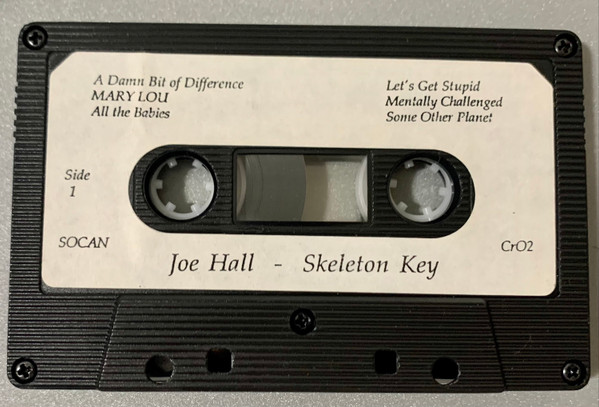 A Damn Bit of Difference
MARY LOU
All the Babies
Let's Get Stupid
Mentally Challenged
Some Other Planet
Side
1
SOCAN
CrO2
Joe Hall - Skeleton Key